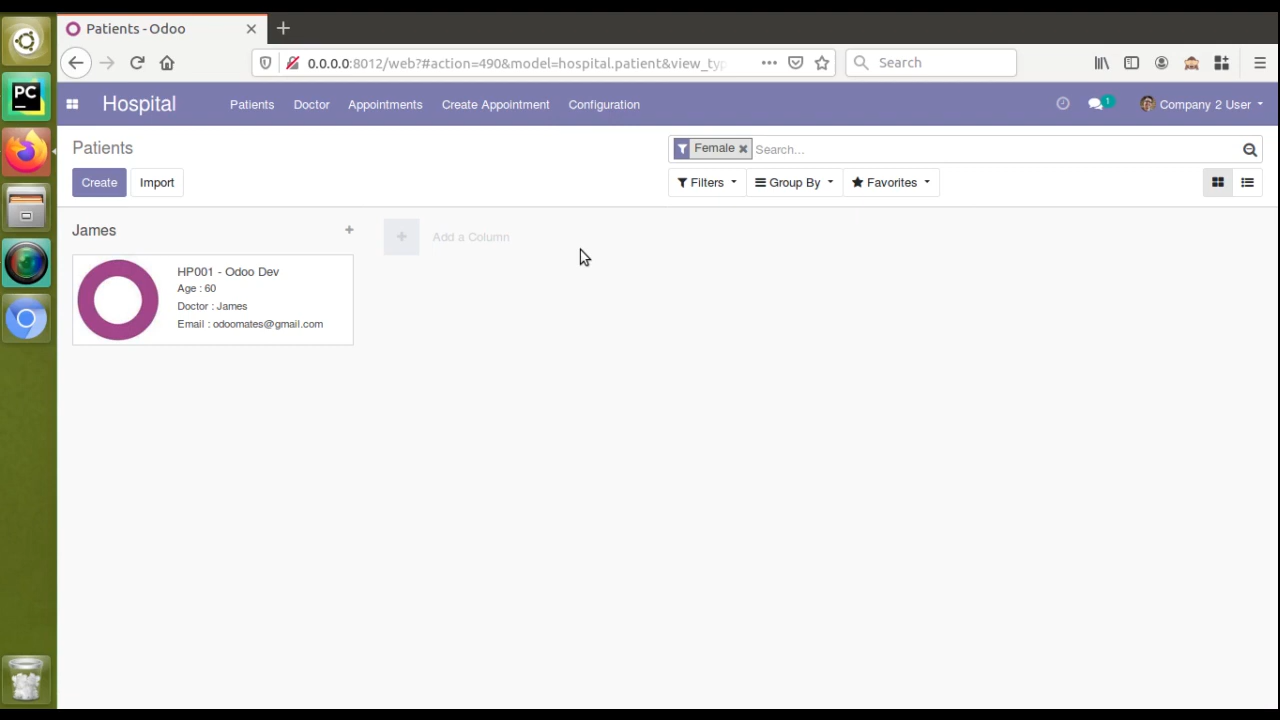 Patients - Odoo
0.0.0.0:8012/web?#action=490&model=hospital.patient&view_typ
Search
PC
Hospital
Patients
Doctor
Appointments
Create Appointment
Configuration
1
Company 2 User
Patients
Female
Search...
Create
Import
Filters
Group By
Favorites
James
Add a Column
HP001 - Odoo Dev
Age : 60
Doctor : James
Email : odoomates@gmail.com